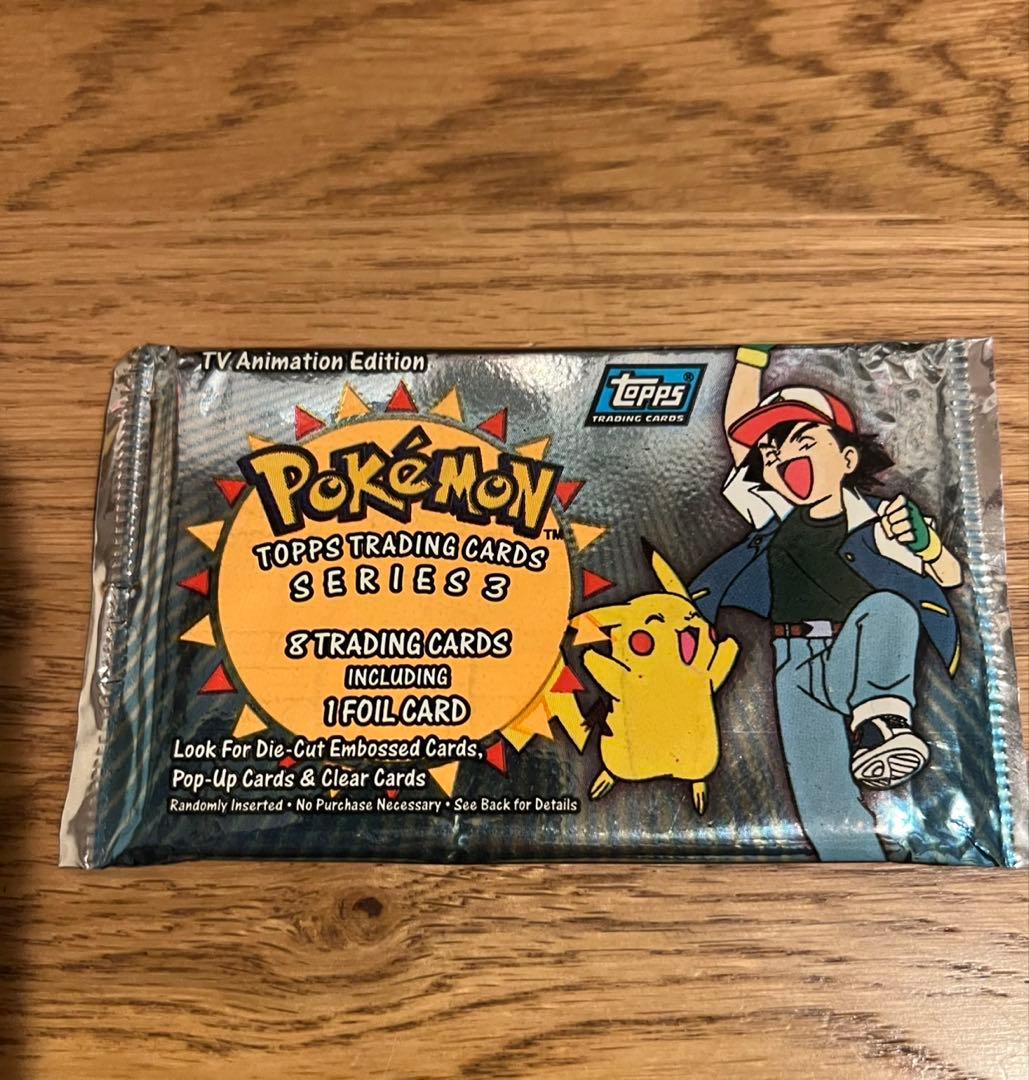 TV Animation Edition
topps®
TRADING CARDS
POKéMON™
TOPPS TRADING CARDS
SERIES 3
8 TRADING CARDS
INCLUDING
1 FOIL CARD
Look For Die-Cut Embossed Cards,
Pop-Up Cards & Clear Cards
Randomly Inserted • No Purchase Necessary • See Back for Details